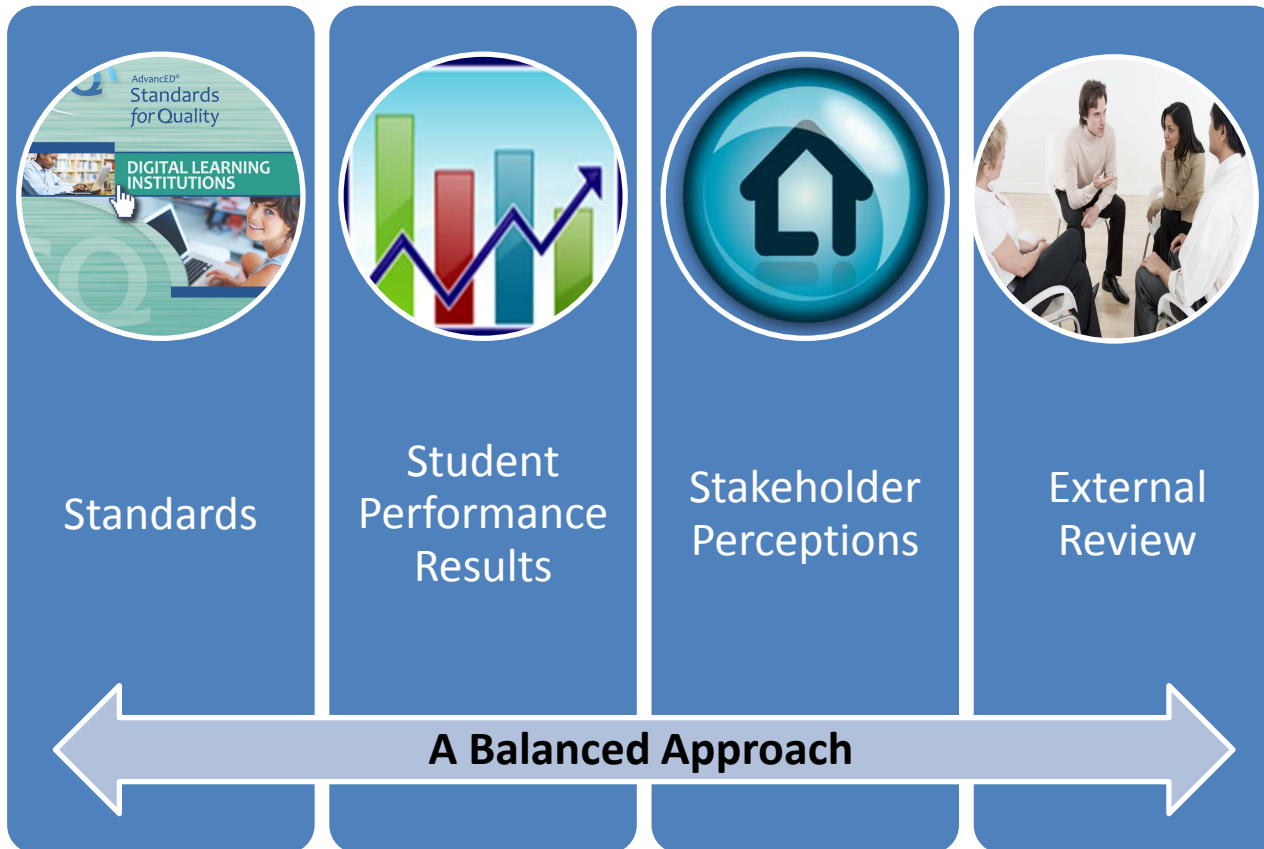 AdvancED®
Standards
for Quality
DIGITAL LEARNING
INSTITUTIONS
Standards
Student
Performance
Results
Stakeholder
Perceptions
External
Review
A Balanced Approach